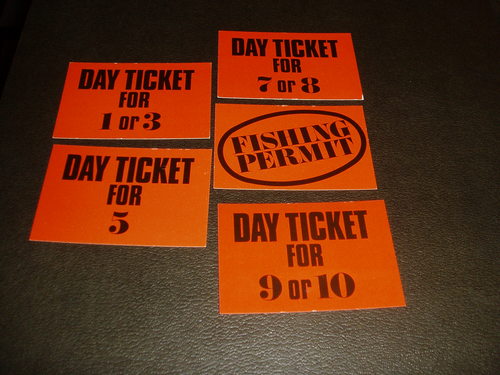 DAY TICKET
FOR
1 or 3
DAY TICKET
FOR
5
DAY TICKET
FOR
7 or 8
FISHING
PERMIT
DAY TICKET
FOR
9 or 10